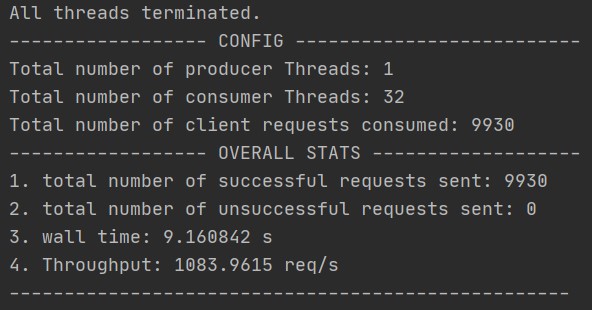 All threads terminated.
------------------ CONFIG --------------------------
Total number of producer Threads: 1
Total number of consumer Threads: 32
Total number of client requests consumed: 9930
------------------ OVERALL STATS -------------------
1. total number of successful requests sent: 9930
2. total number of unsuccessful requests sent: 0
3. wall time: 9.160842 s
4. Throughput: 1083.9615 req/s
---------------------------------------------------